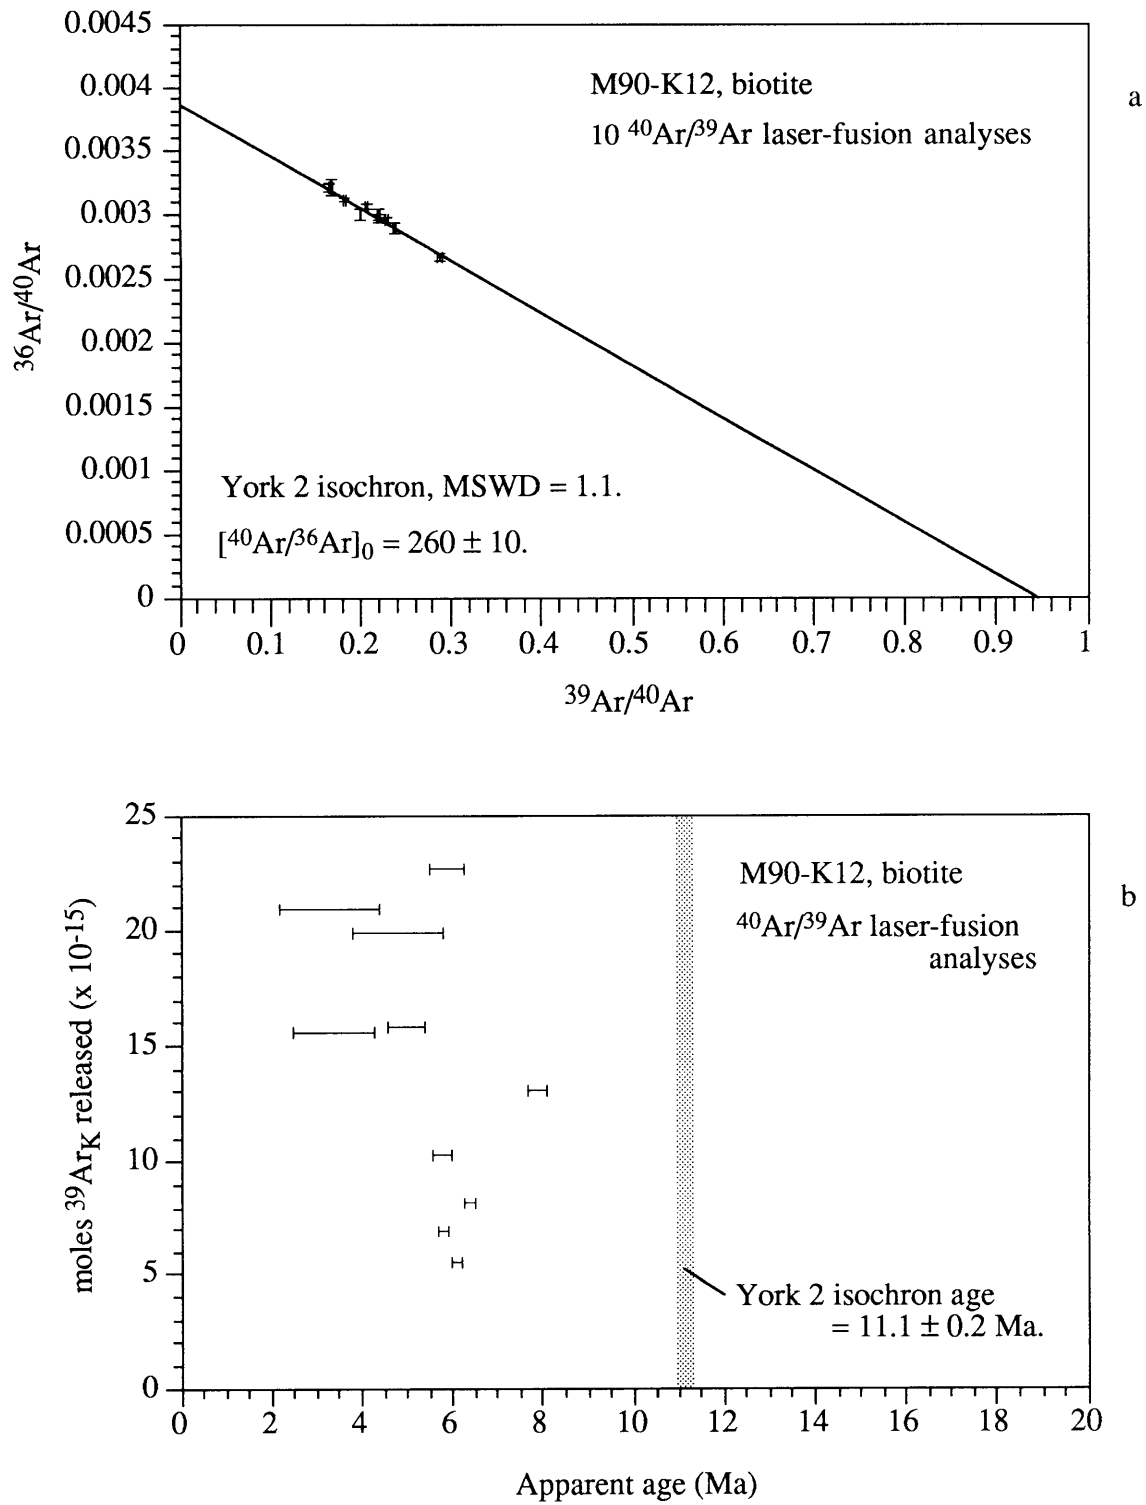 0.0045
0.004
0.0035
0.003
0.0025
0.002
0.0015
0.001
0.0005
0
³⁶Ar/⁴⁰Ar
M90-K12, biotite
10 ⁴⁰Ar/³⁹Ar laser-fusion analyses
a
York 2 isochron, MSWD = 1.1.
[⁴⁰Ar/³⁶Ar]₀ = 260 ± 10.
0 0.1 0.2 0.3 0.4 0.5 0.6 0.7 0.8 0.9 1
³⁹Ar/⁴⁰Ar
25
20
15
10
5
0
moles ³⁹Ar_K released (x 10⁻¹⁵)
M90-K12, biotite
⁴⁰Ar/³⁹Ar laser-fusion
analyses
b
York 2 isochron age
= 11.1 ± 0.2 Ma.
0 2 4 6 8 10 12 14 16 18 20
Apparent age (Ma)